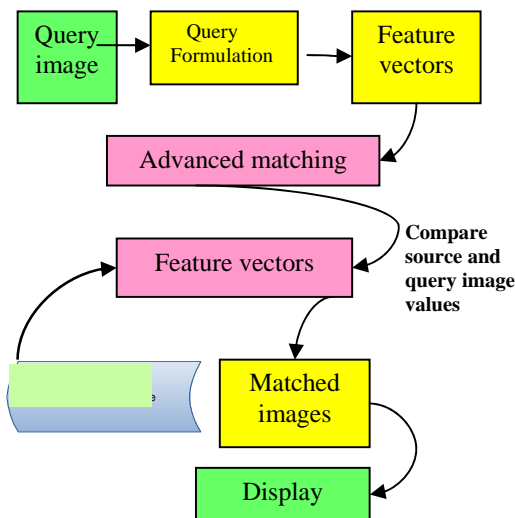 Query
image
Query
Formulation
Feature
vectors
Advanced matching
Compare
source and
query image
values
Feature vectors
Matched
images
Display